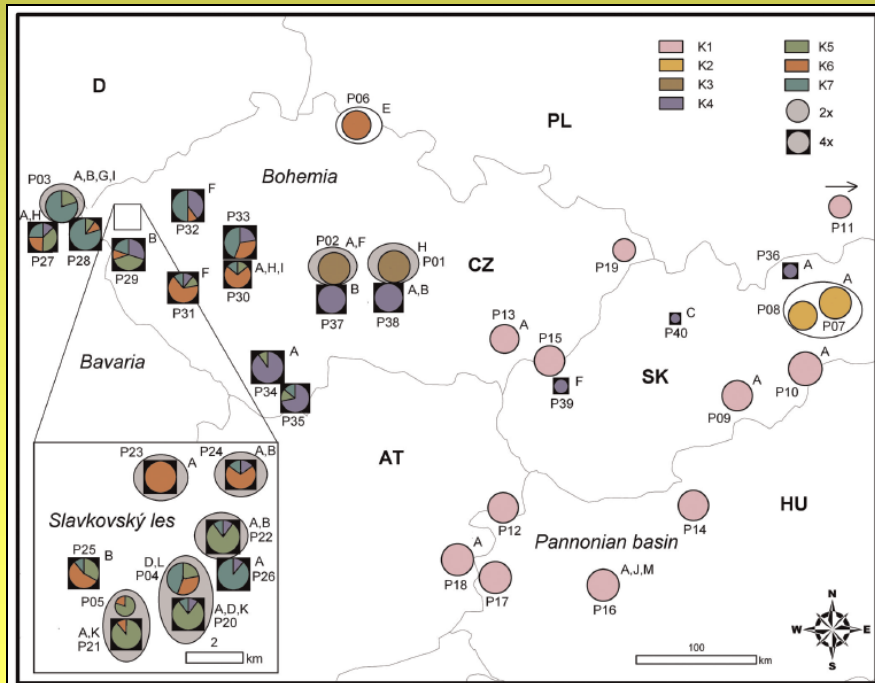 K1
K2
K3
K4
K5
K6
K7
2x
4x
D
PL
P06
E
Bohemia
P03
A,B,G,I
A,H
P27
P28
F
P32
B
P29
P33
A,H,I
P30
F
P31
P02
A,F
H
P01
B
P37
A,B
P38
CZ
P19
P11
P36
A
A
P08
P07
P13
A
P15
C
P40
F
P39
SK
A
P10
A
P09
Bavaria
A
P34
P35
AT
HU
P12
P14
Pannonian basin
A
P18
P17
A,J,M
P16
P23
A
P24
A,B
Slavkovský les
A,B
P22
P25
B
D,L
P04
A
P26
P05
A,K
P21
A,D,K
P20
2
km
100
km
N
W
E
S